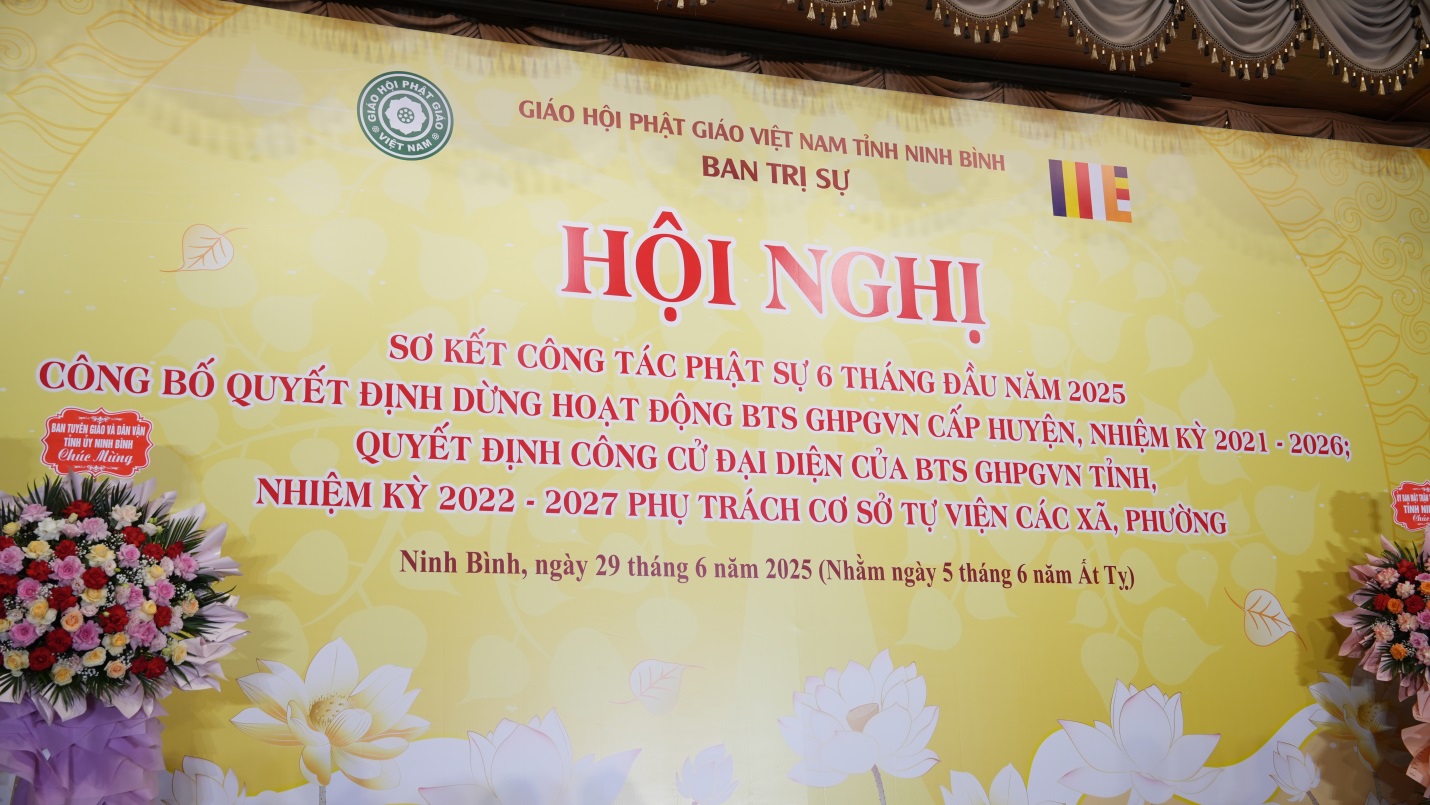 GIÁO HỘI PHẬT GIÁO
VIỆT NAM
GIÁO HỘI PHẬT GIÁO VIỆT NAM TỈNH NINH BÌNH
BAN TRỊ SỰ
HỘI NGHỊ
SƠ KẾT CÔNG TÁC PHẬT SỰ 6 THÁNG ĐẦU NĂM 2025
CÔNG BỐ QUYẾT ĐỊNH DỪNG HOẠT ĐỘNG BTS GHPGVN CẤP HUYỆN, NHIỆM KỲ 2021 - 2026;
QUYẾT ĐỊNH CÔNG CỬ ĐẠI DIỆN CỦA BTS GHPGVN TỈNH,
NHIỆM KỲ 2022 - 2027 PHỤ TRÁCH CƠ SỞ TỰ VIỆN CÁC XÃ, PHƯỜNG
Ninh Bình, ngày 29 tháng 6 năm 2025 (Nhằm ngày 5 tháng 6 năm Ất Tỵ)
BAN TUYÊN GIÁO VÀ DÂN VẬN
TỈNH ỦY NINH BÌNH
Chúc Mừng
ỦY BAN MẶT TRẬN
TỈNH